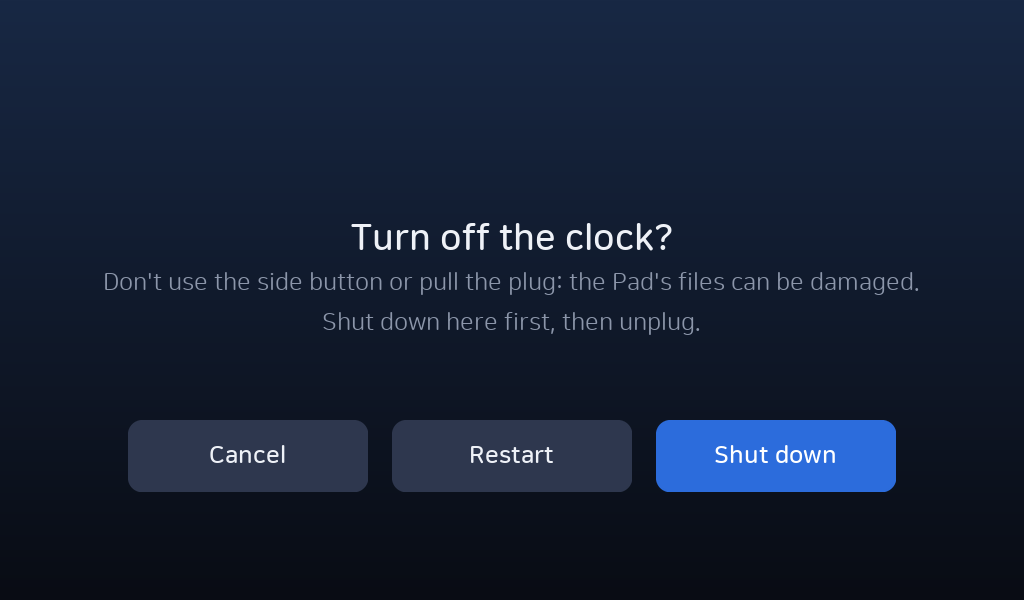 Turn off the clock?
Don't use the side button or pull the plug: the Pad's files can be damaged.
Shut down here first, then unplug.
Cancel
Restart
Shut down